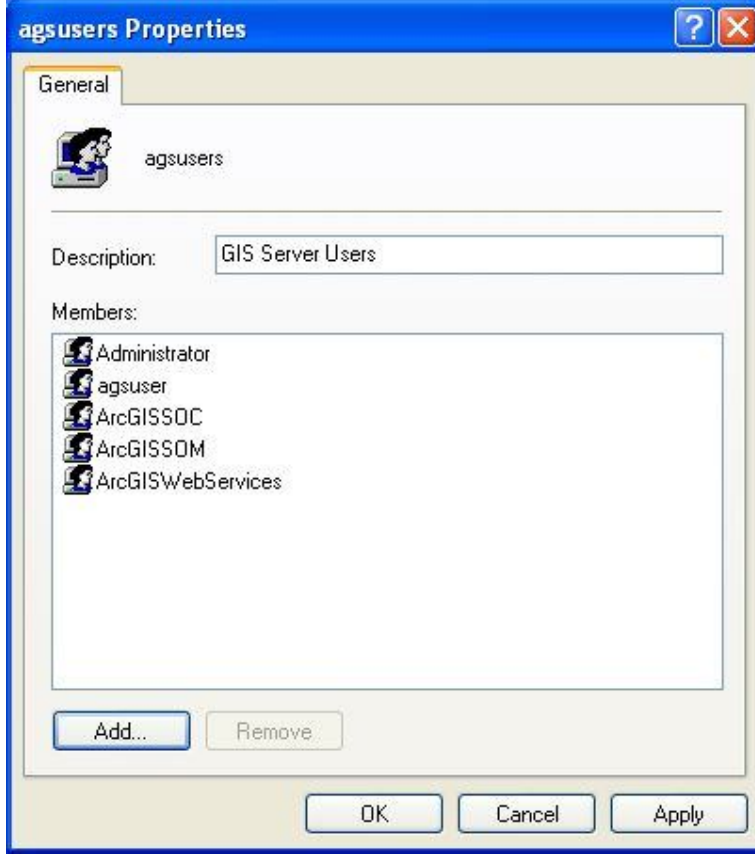 agsusers Properties
General
agsusers
Description: GIS Server Users
Members:
Administrator
agsuser
ArcGISSOC
ArcGISSOM
ArcGISWebServices
Add... Remove
OK Cancel Apply